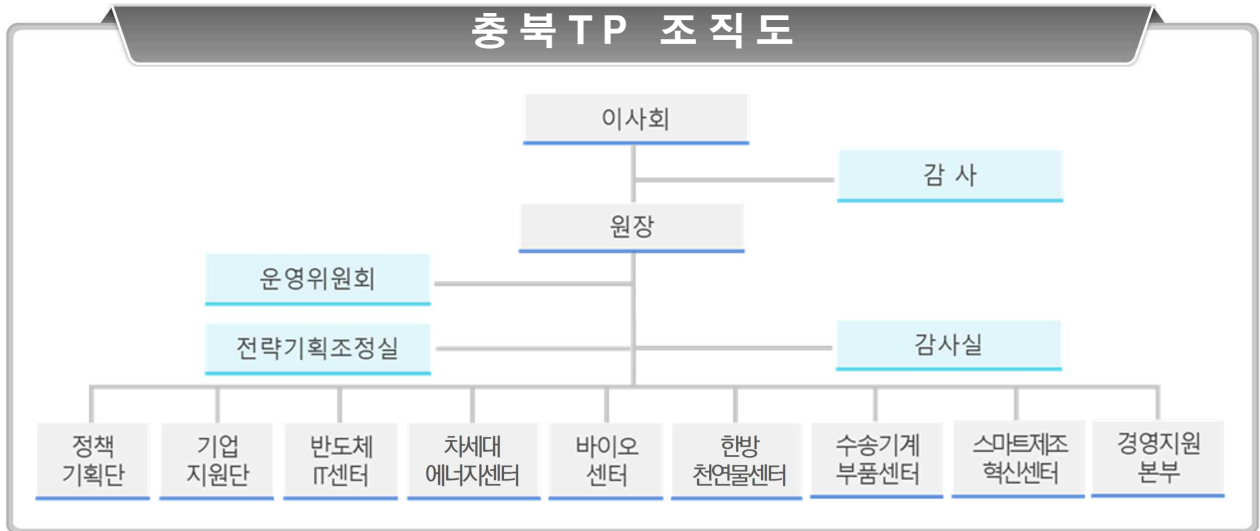 충북TP 조직도
이사회
감 사
원장
운영위원회
전략기획조정실
감사실
정책
기획단
기업
지원단
반도체
IT센터
차세대
에너지센터
바이오
센터
한방
천연물센터
수송기계
부품센터
스마트제조
혁신센터
경영지원
본부